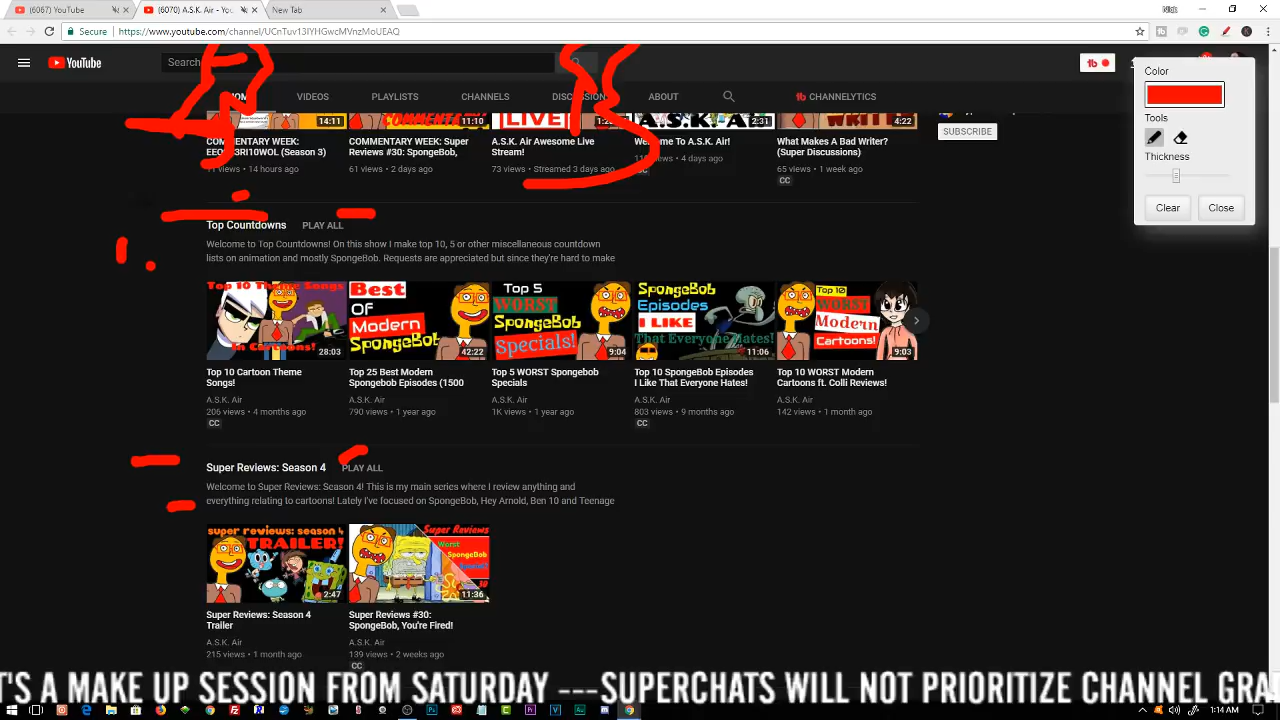 (6067) YouTube
(6070) A.S.K. Air - You
New Tab
Secure
https://www.youtube.com/channel/UCnTuv13IYHGwcMVnzMoUEAQ
YouTube
Search
VIDEOS
PLAYLISTS
CHANNELS
DISCUSSION
ABOUT
CHANNELYTICS
Color
Tools
Thickness
Clear
Close
SUBSCRIBE
14:11
COMMENTARY WEEK:
EEOneGuy (Season 3)
71 views • 14 hours ago
COMMENTARY
11:10
COMMENTARY WEEK: Super
Reviews #30: SpongeBob,
61 views • 2 days ago
LIVE
A.S.K. Air Awesome Live
Stream!
73 views • Streamed 3 days ago
2:31
Welcome To A.S.K. Air!
4 days ago
CC
4:22
What Makes A Bad Writer?
(Super Discussions)
65 views • 1 week ago
CC
Top Countdowns
PLAY ALL
Welcome to Top Countdowns! On this show I make top 10, 5 or other miscellaneous countdown
lists on animation and mostly SpongeBob. Requests are appreciated but since they're hard to make
Top 10 Theme Songs
In Cartoons!
28:03
Best
OF
Modern
SpongeBob
42:22
Top 5
WORST
SpongeBob
Specials!
9:04
SpongeBob
Episodes
I LIKE
That Everyone Hates!
11:06
Top 10
WORST
Modern
Cartoons!
9:03
Top 10 Cartoon Theme
Songs!
A.S.K. Air
206 views • 4 months ago
CC
Top 25 Best Modern
Spongebob Episodes (1500
A.S.K. Air
790 views • 1 year ago
Top 5 WORST Spongebob
Specials
A.S.K. Air
1K views • 1 year ago
Top 10 SpongeBob Episodes
I Like That Everyone Hates!
A.S.K. Air
803 views • 9 months ago
CC
Top 10 WORST Modern
Cartoons ft. Colli Reviews!
A.S.K. Air
142 views • 1 month ago
Super Reviews: Season 4
PLAY ALL
Welcome to Super Reviews: Season 4! This is my main series where I review anything and
everything relating to cartoons! Lately I've focused on SpongeBob, Hey Arnold, Ben 10 and Teenage
super reviews: season 4
TRAILER!
2:47
Super Reviews
Worst
SpongeBob
11:36
Super Reviews: Season 4
Trailer
A.S.K. Air
215 views • 1 month ago
Super Reviews #30:
SpongeBob, You're Fired!
A.S.K. Air
139 views • 2 weeks ago
CC
T'S A MAKE UP SESSION FROM SATURDAY ---SUPERCHATS WILL NOT PRIORITIZE CHANNEL GRA
1:14 AM